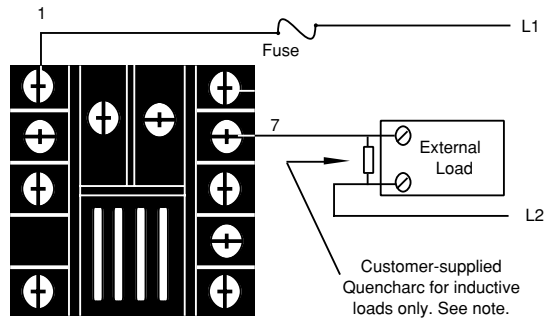 1
L1
Fuse
7
External
Load
L2
Customer-supplied
Quencharc for inductive
loads only. See note.